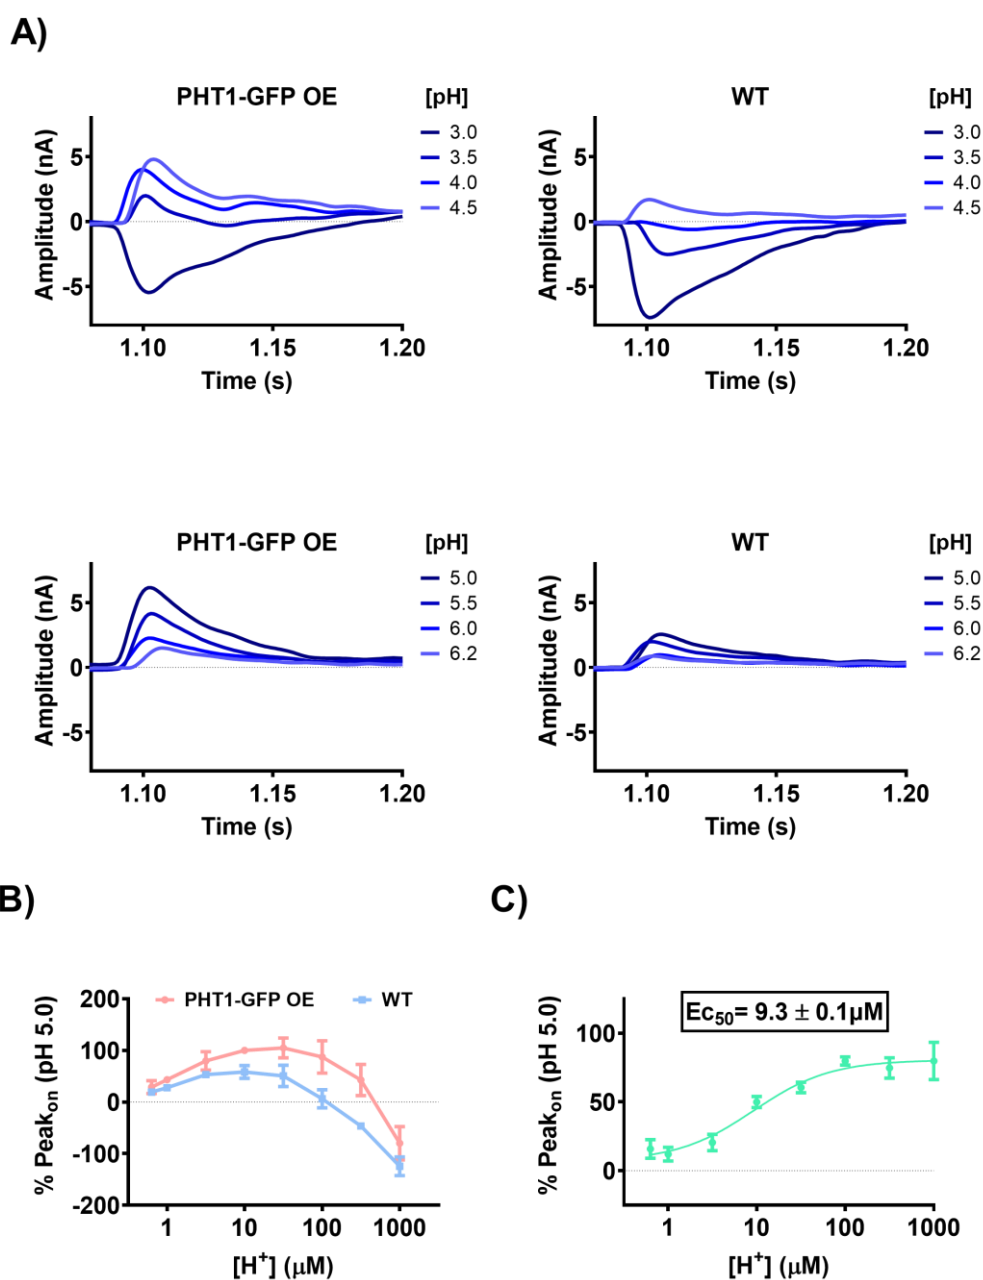 A)
PHT1-GFP OE
[pH]
3.0
3.5
4.0
4.5
Amplitude (nA)
5
0
-5
1.10 1.15 1.20
Time (s)
WT
[pH]
3.0
3.5
4.0
4.5
Amplitude (nA)
5
0
-5
1.10 1.15 1.20
Time (s)
PHT1-GFP OE
[pH]
5.0
5.5
6.0
6.2
Amplitude (nA)
5
0
-5
1.10 1.15 1.20
Time (s)
WT
[pH]
5.0
5.5
6.0
6.2
Amplitude (nA)
5
0
-5
1.10 1.15 1.20
Time (s)
B)
PHT1-GFP OE WT
% Peakon (pH 5.0)
200
100
0
-100
-200
1 10 100 1000
[H+] (μM)
C)
Ec50= 9.3 ± 0.1μM
% Peakon (pH 5.0)
100
50
0
1 10 100 1000
[H+] (μM)